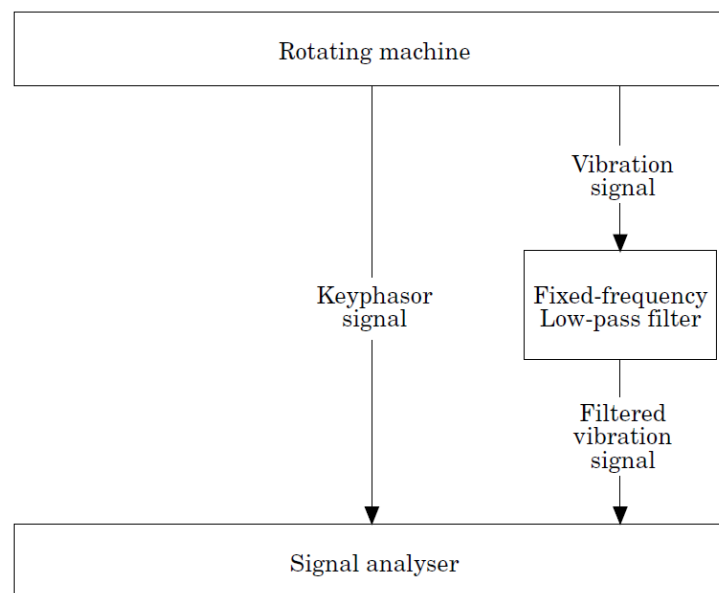 Rotating machine
Vibration
signal
Keyphasor
signal
Fixed-frequency
Low-pass filter
Filtered
vibration
signal
Signal analyser